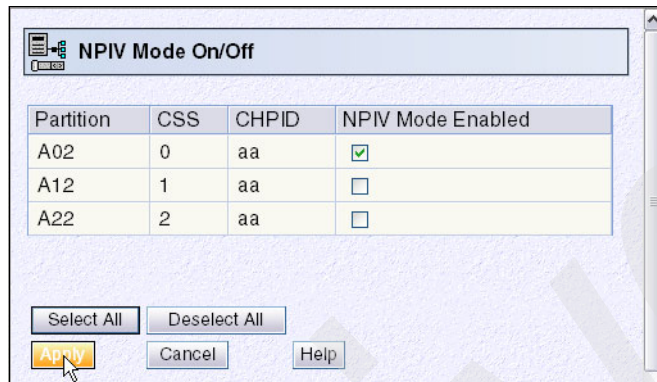 NPIV Mode On/Off
Partition CSS CHPID NPIV Mode Enabled
A02 0 aa
A12 1 aa
A22 2 aa
Select All Deselect All
Apply Cancel Help